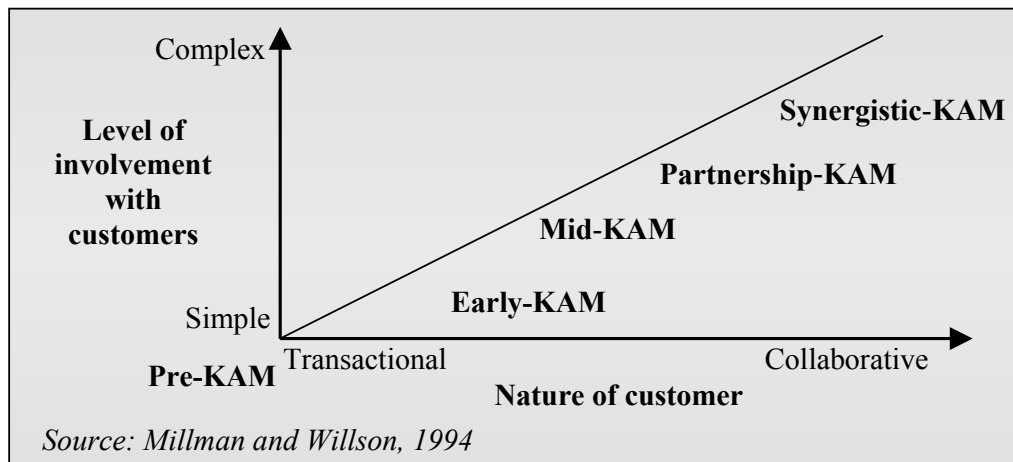 Complex
Level of
involvement
with
customers
Synergistic-KAM
Partnership-KAM
Mid-KAM
Early-KAM
Simple
Pre-KAM
Transactional
Collaborative
Nature of customer
Source: Millman and Willson, 1994